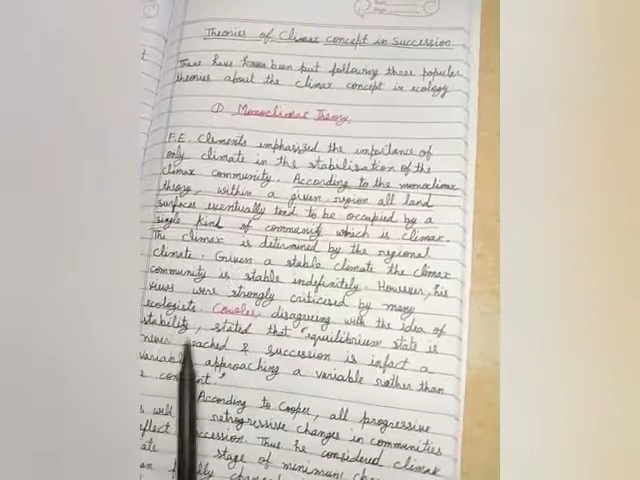 Theories of Climax concept in Succession
There have been put following three popular
theories about the climax concept in ecology
① Monoclimax Theory.
F.E. Clements emphasized the importance of
only climate in the stabilisation of the
climax community. According to the monoclimax
theory, within a given region all land
surfaces eventually tend to be occupied by a
single kind of community which is climax.
The climax is determined by the regional
climate. Given a stable climate the climax
community is stable indefinitely. However, his
views were strongly criticised by many
ecologists. Cowles, disagreeing with the idea of
stability, stated that "equilibrium state is
never reached & succession is infact a
variable approaching a variable rather than
According to Cooper, all progressive
well retrogressive changes in communities
succession. Thus he considered climax
stage of minimum